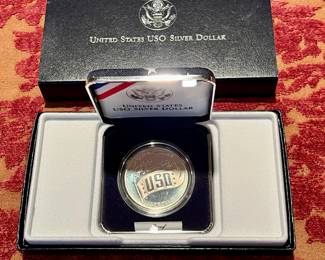 UNITED STATES USO SILVER DOLLAR
UNITED STATES
USO SILVER DOLLAR
USO